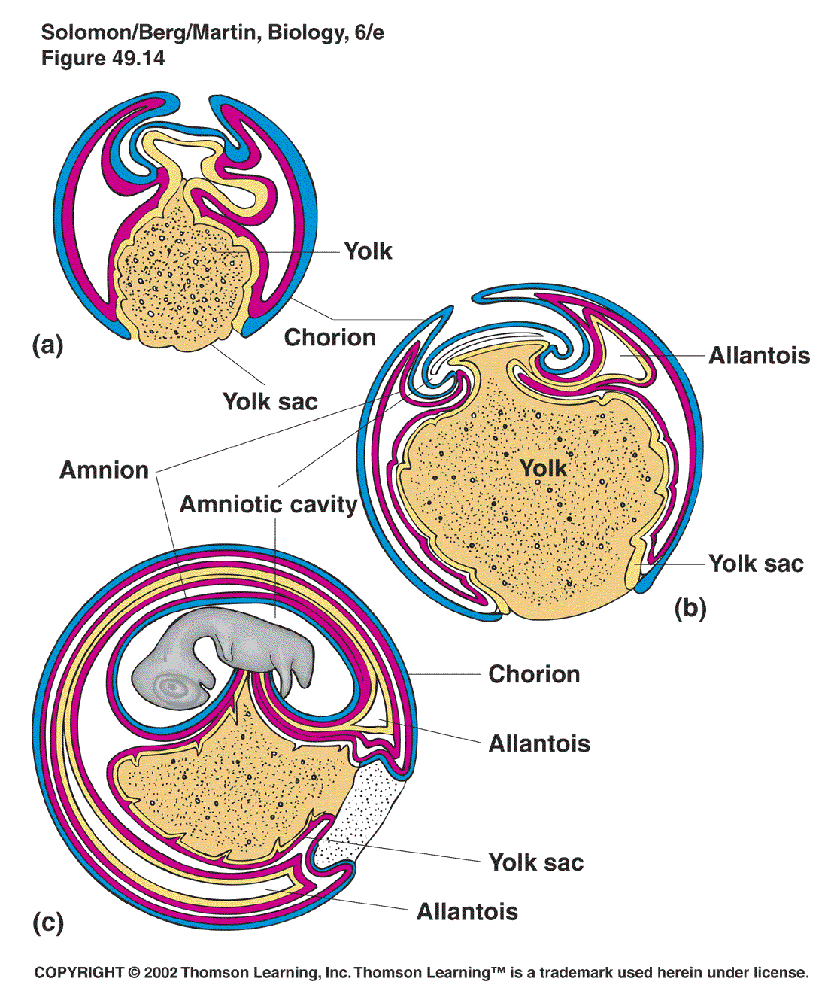 Solomon/Berg/Martin, Biology, 6/e
Figure 49.14
Yolk
Chorion
(a)
Allantois
Yolk sac
Amnion
Yolk
Amniotic cavity
Yolk sac
(b)
Chorion
Allantois
Yolk sac
Allantois
(c)
COPYRIGHT © 2002 Thomson Learning, Inc. Thomson Learning™ is a trademark used herein under license.